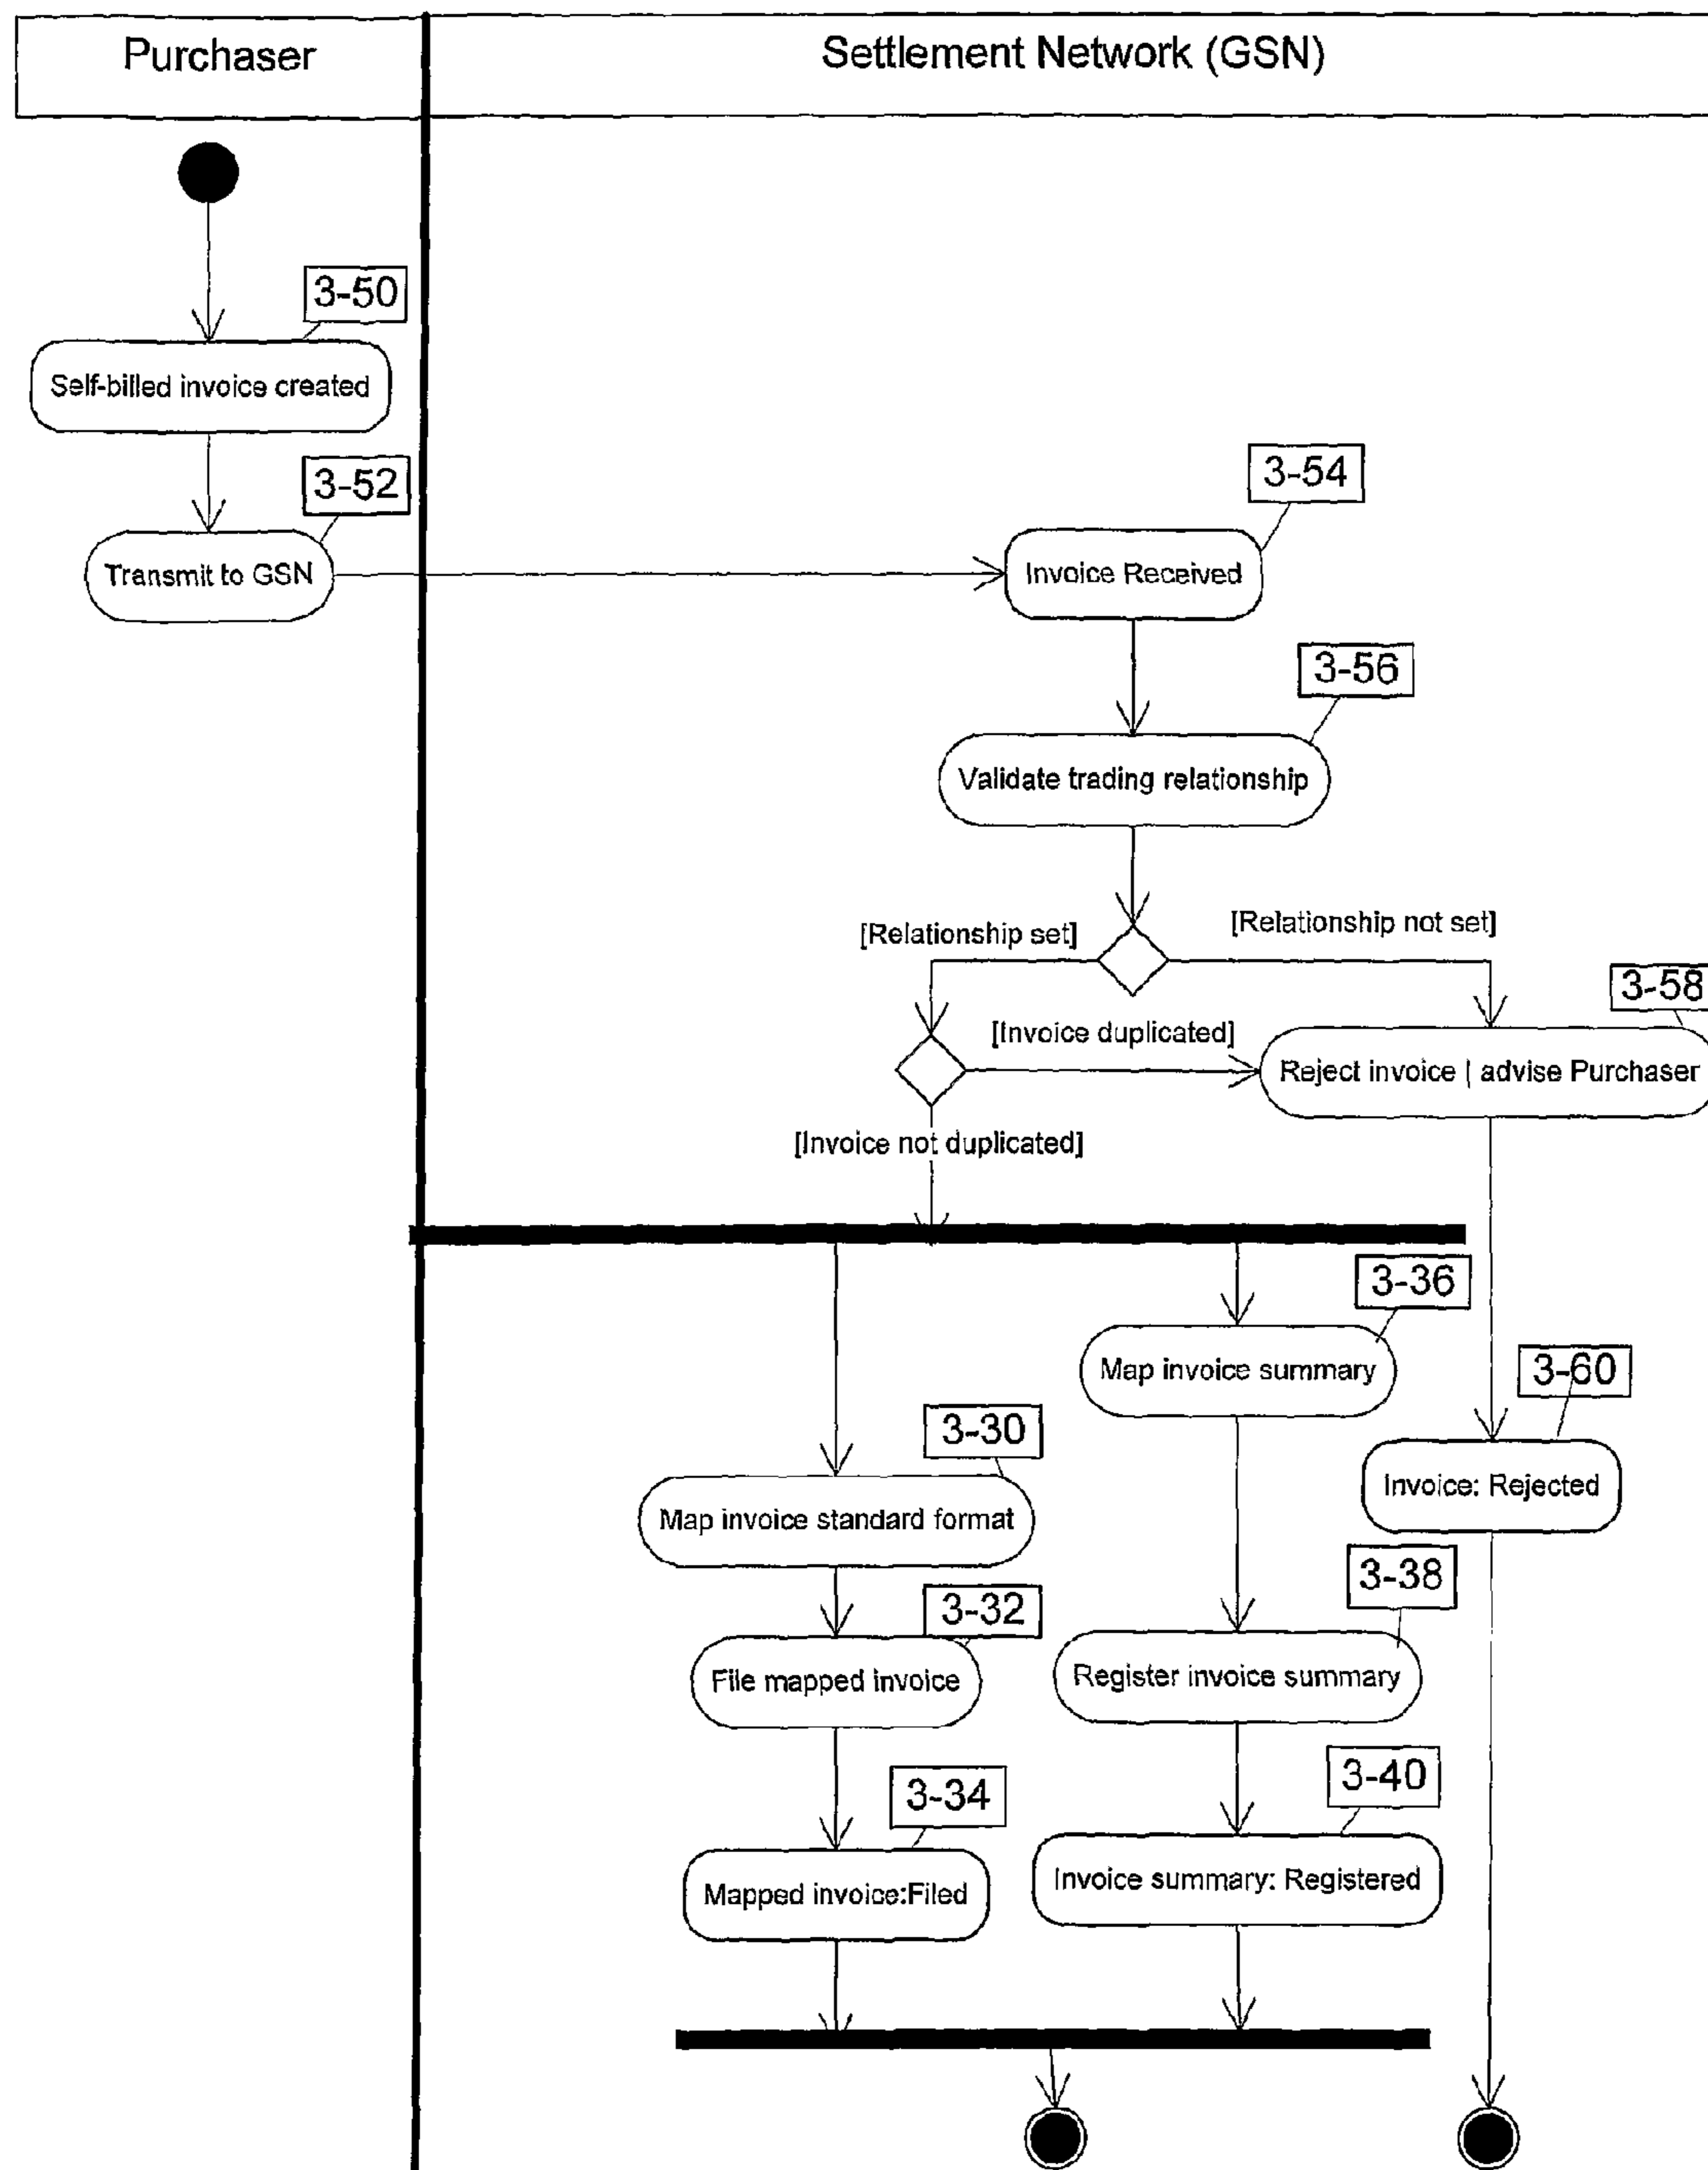 Purchaser
Settlement Network (GSN)
3-50
Self-billed invoice created
3-52
Transmit to GSN
3-54
Invoice Received
3-56
Validate trading relationship
[Relationship set]
[Relationship not set]
3-58
[Invoice duplicated]
Reject invoice | advise Purchaser
[Invoice not duplicated]
3-36
Map invoice summary
3-60
3-30
Invoice: Rejected
Map invoice standard format
3-38
3-32
File mapped invoice
Register invoice summary
3-40
3-34
Mapped invoice:Filed
Invoice summary: Registered